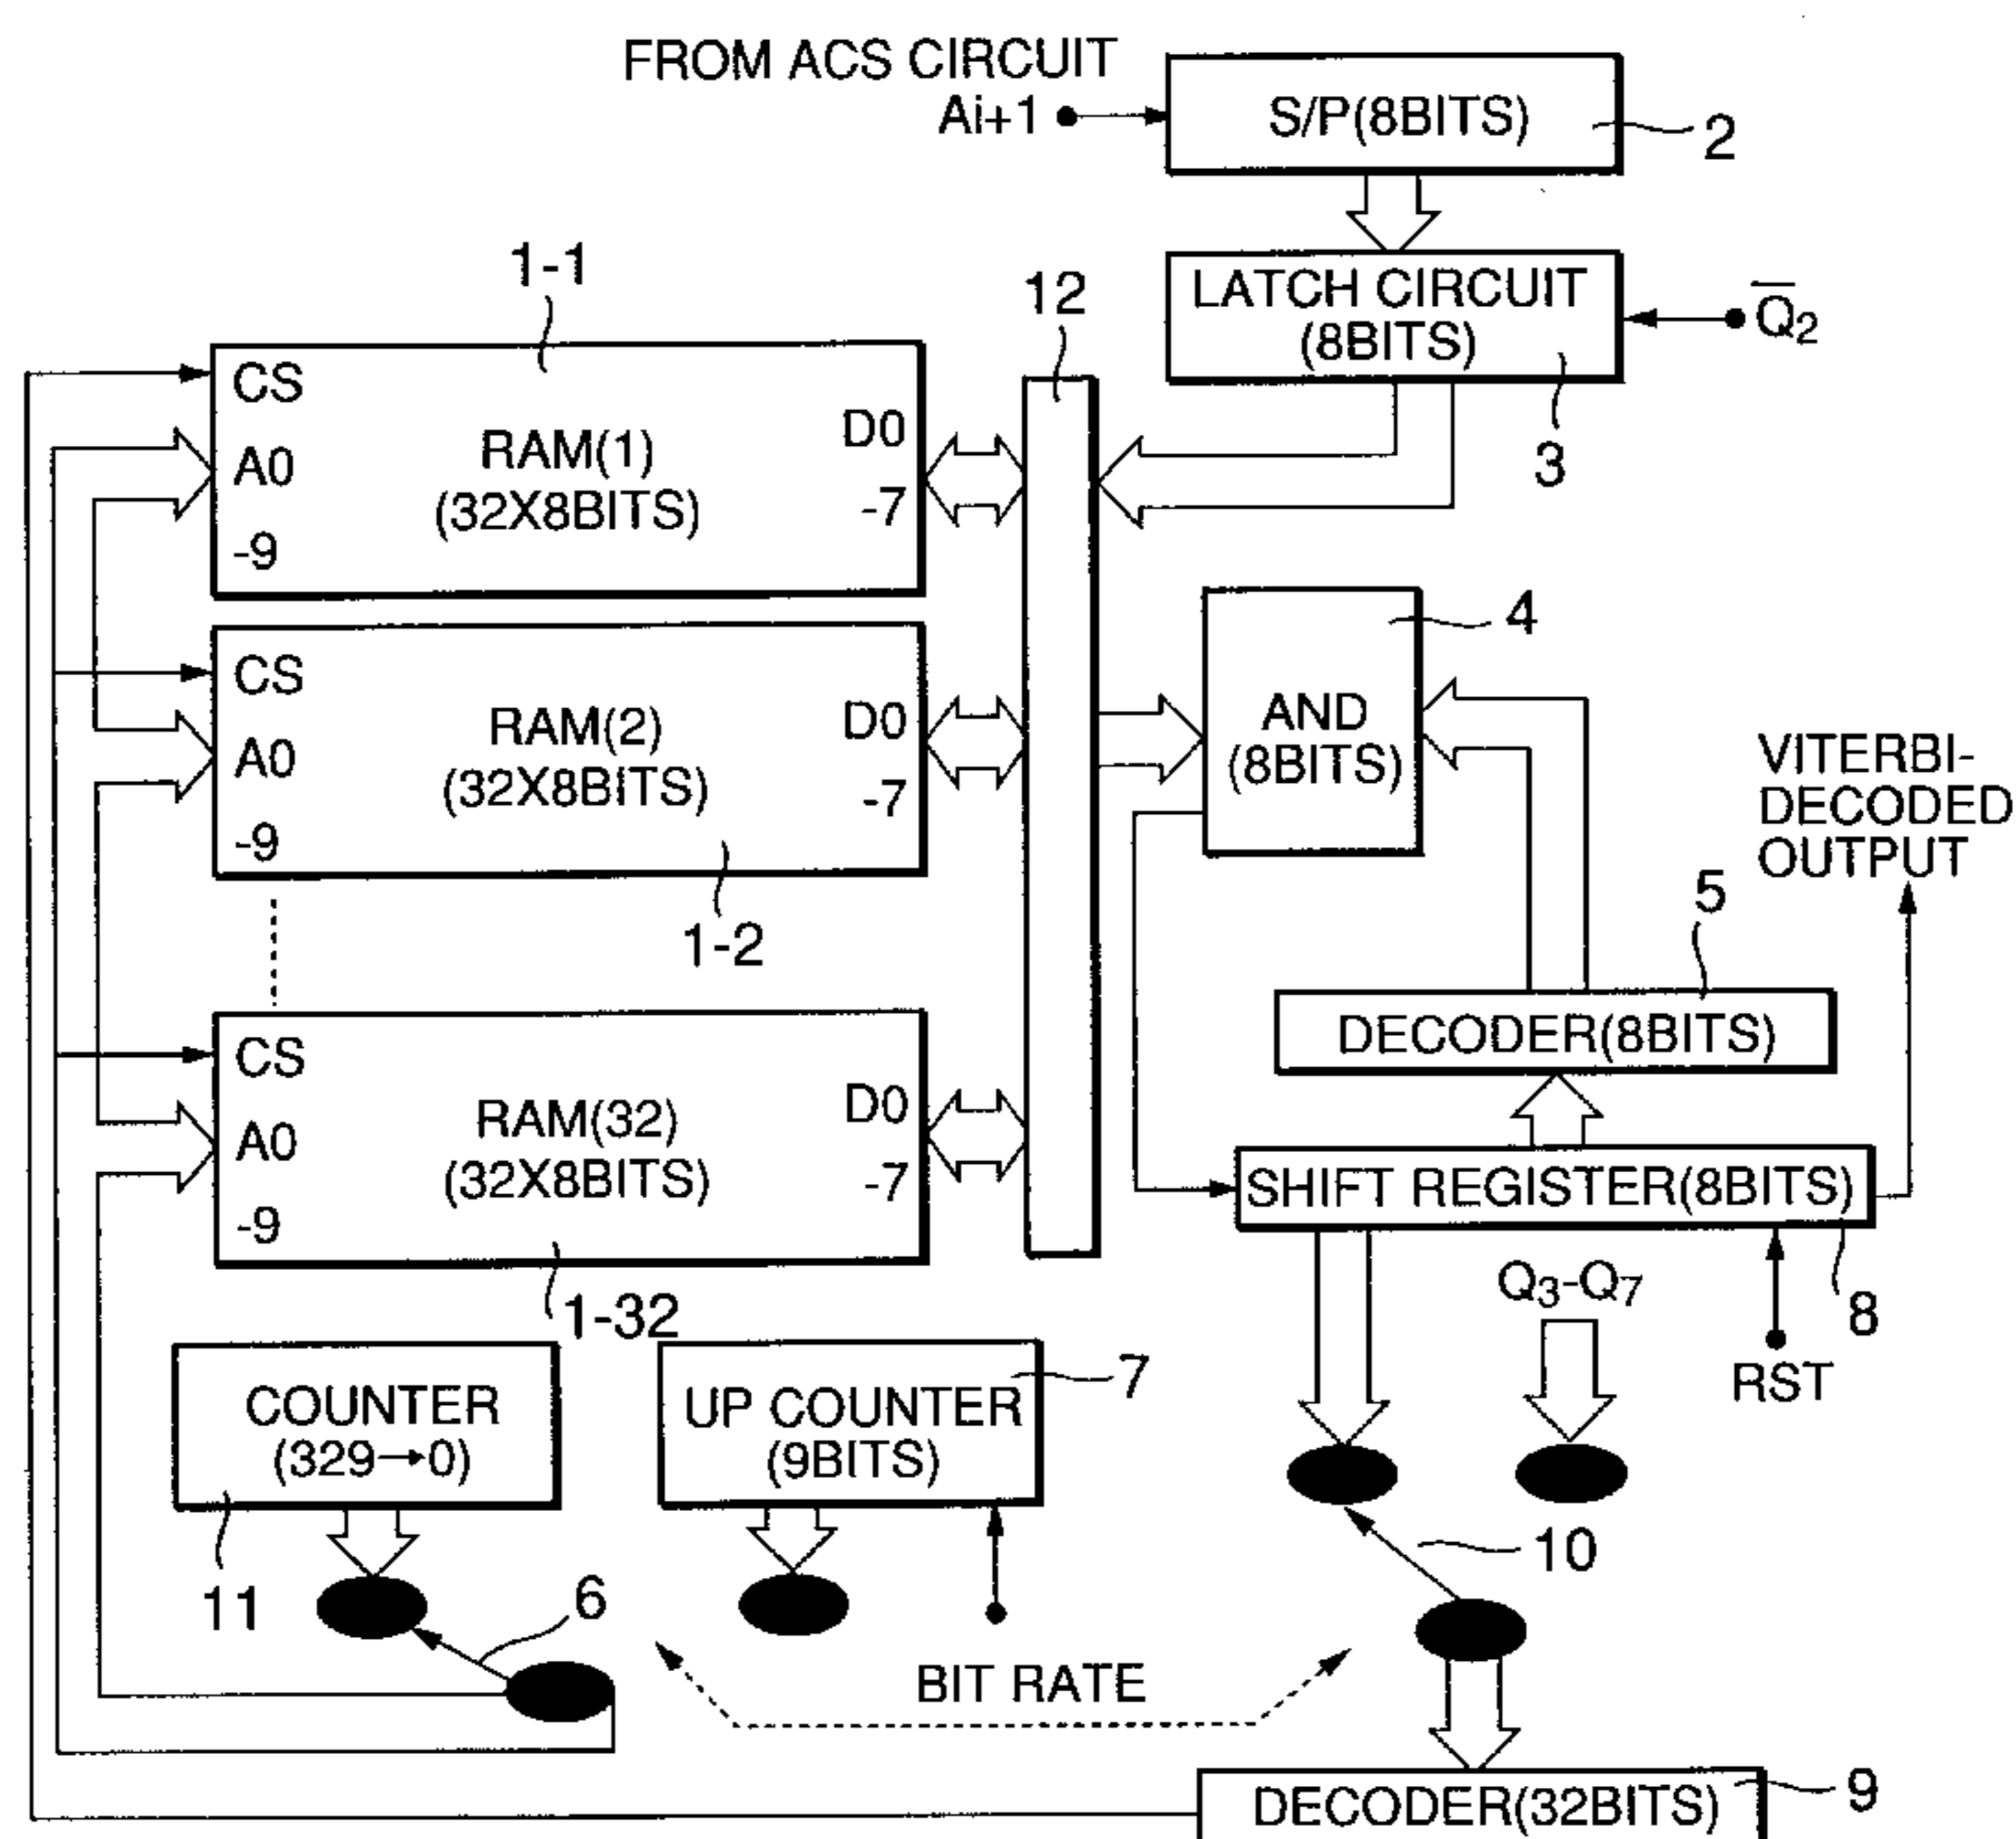 FROM ACS CIRCUIT
Ai+1
S/P(8BITS)
2
LATCH CIRCUIT
(8BITS)
Q̅2
3
1-1
12
CS
A0
-9
RAM(1)
(32X8BITS)
D0
-7
CS
A0
-9
RAM(2)
(32X8BITS)
D0
-7
1-2
4
AND
(8BITS)
VITERBI-
DECODED
OUTPUT
5
DECODER(8BITS)
CS
A0
-9
RAM(32)
(32X8BITS)
D0
-7
1-32
SHIFT REGISTER(8BITS)
8
Q3-Q7
RST
COUNTER
(329→0)
11
UP COUNTER
(9BITS)
7
6
10
BIT RATE
DECODER(32BITS)
9